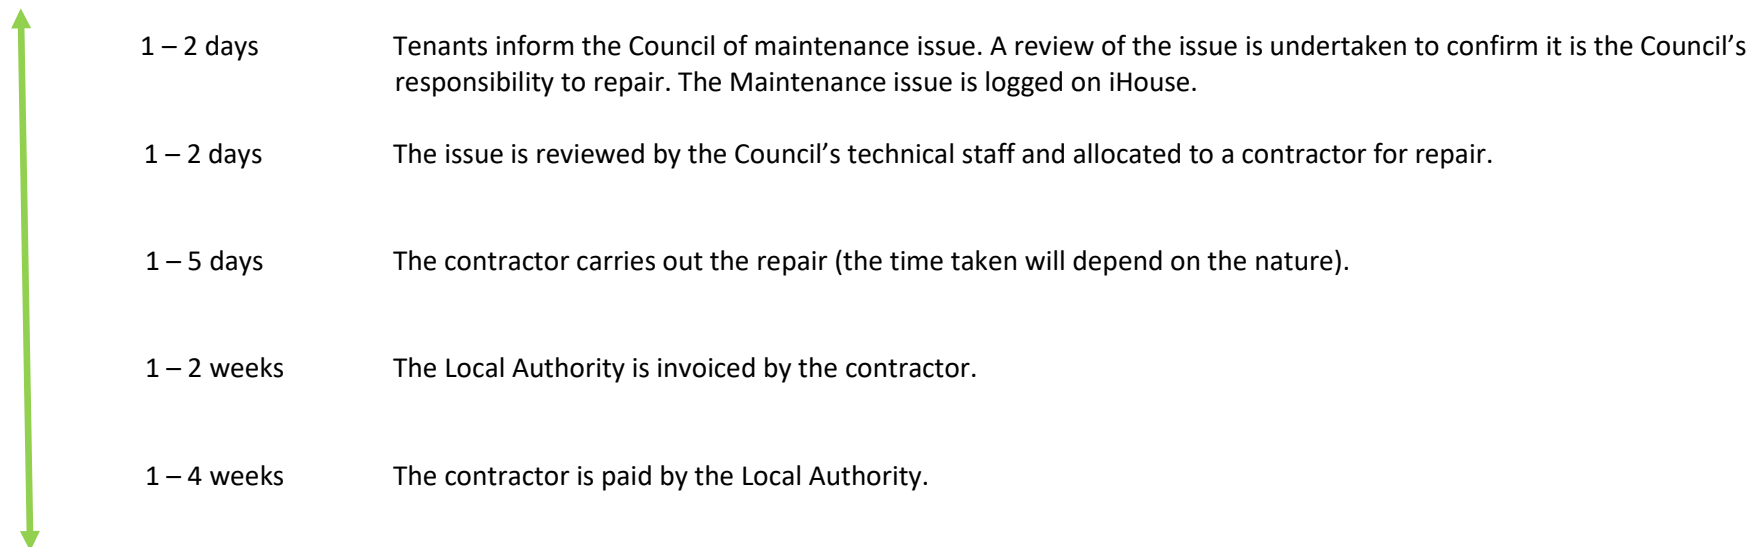 1 – 2 days Tenants inform the Council of maintenance issue. A review of the issue is undertaken to confirm it is the Council’s
responsibility to repair. The Maintenance issue is logged on iHouse.
1 – 2 days The issue is reviewed by the Council’s technical staff and allocated to a contractor for repair.
1 – 5 days The contractor carries out the repair (the time taken will depend on the nature).
1 – 2 weeks The Local Authority is invoiced by the contractor.
1 – 4 weeks The contractor is paid by the Local Authority.